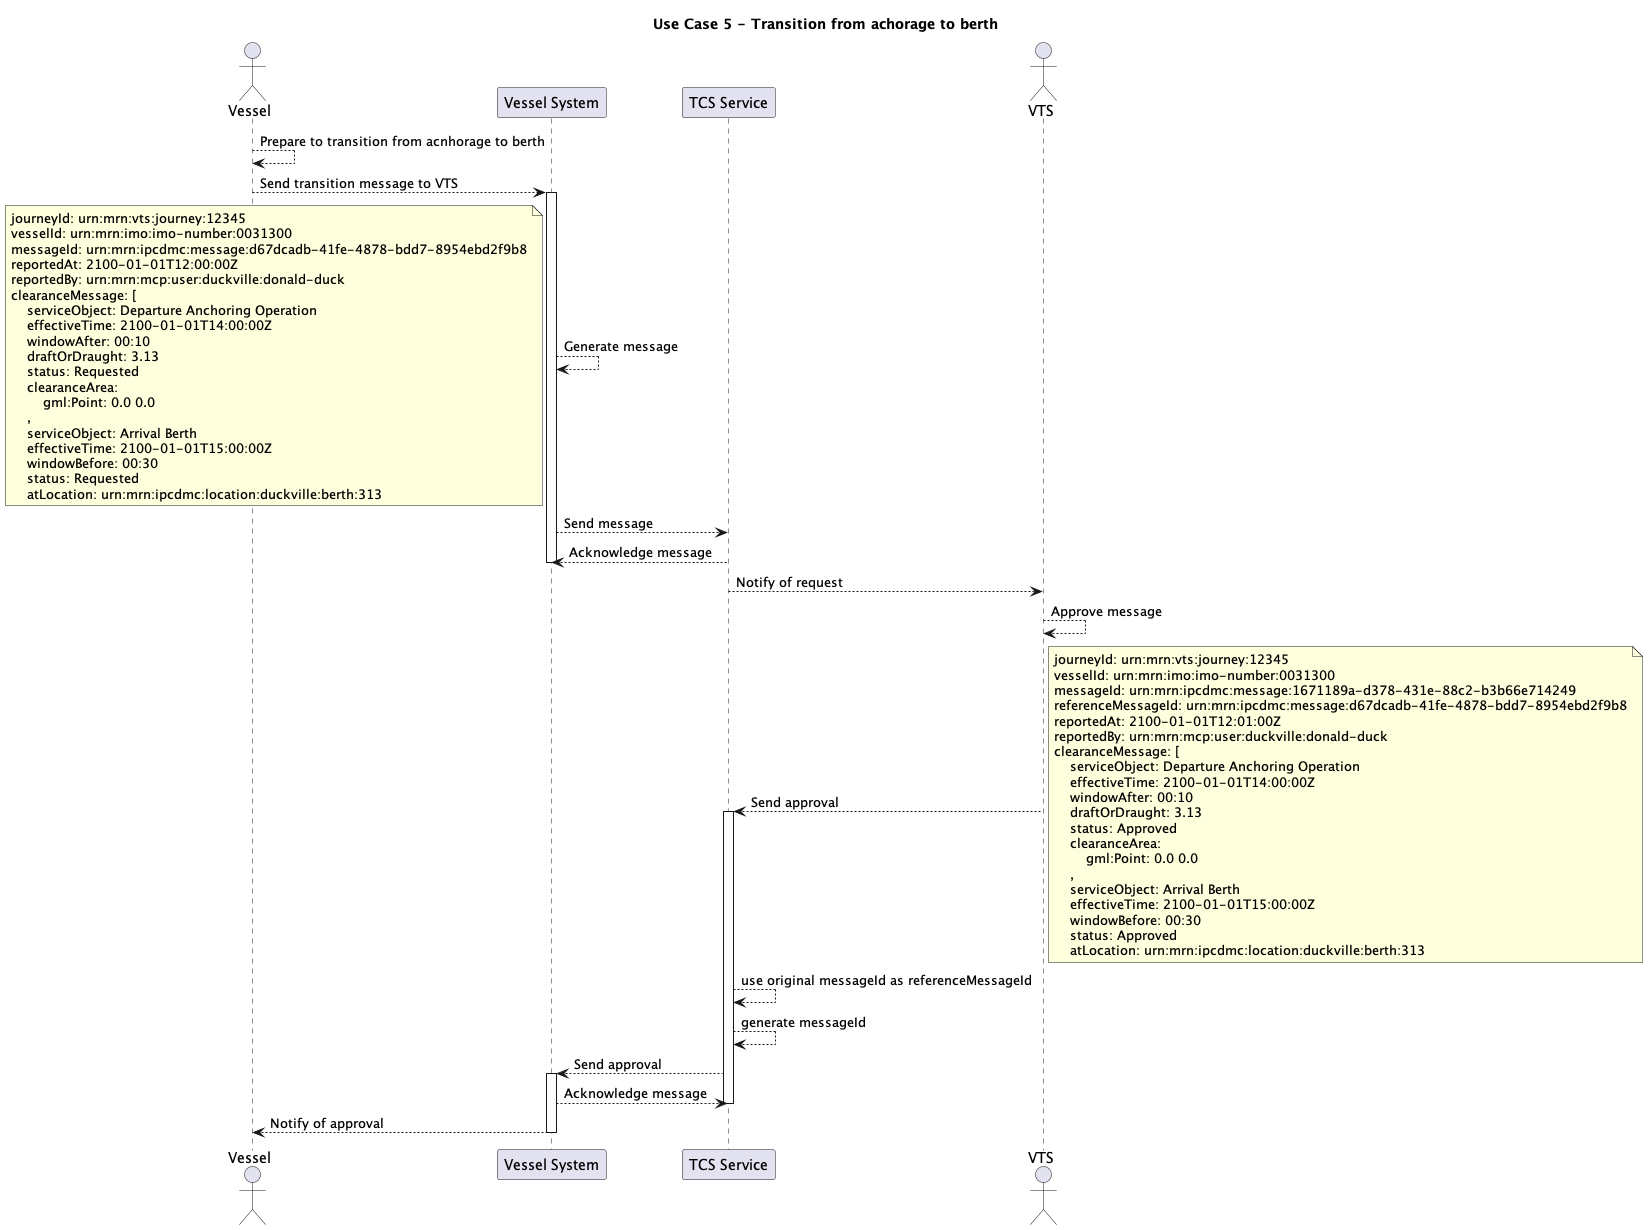 Use Case 5 - Transition from achorage to berth
Vessel
Vessel System
TCS Service
VTS
Prepare to transition from acnhorage to berth
Send transition message to VTS
journeyId: urn:mrn:vts:journey:12345
vesselId: urn:mrn:imo:imo-number:0031300
messageId: urn:mrn:ipcdmc:message:d67dcadb-41fe-4878-bdd7-8954ebd2f9b8
reportedAt: 2100-01-01T12:00:00Z
reportedBy: urn:mrn:mcp:user:duckville:donald-duck
clearanceMessage: [
serviceObject: Departure Anchoring Operation
effectiveTime: 2100-01-01T14:00:00Z
windowAfter: 00:10
draftOrDraught: 3.13
status: Requested
clearanceArea:
gml:Point: 0.0 0.0
,
serviceObject: Arrival Berth
effectiveTime: 2100-01-01T15:00:00Z
windowBefore: 00:30
status: Requested
atLocation: urn:mrn:ipcdmc:location:duckville:berth:313
Generate message
Send message
Acknowledge message
Notify of request
Approve message
journeyId: urn:mrn:vts:journey:12345
vesselId: urn:mrn:imo:imo-number:0031300
messageId: urn:mrn:ipcdmc:message:1671189a-d378-431e-88c2-b3b66e714249
referenceMessageId: urn:mrn:ipcdmc:message:d67dcadb-41fe-4878-bdd7-8954ebd2f9b8
reportedAt: 2100-01-01T12:01:00Z
reportedBy: urn:mrn:mcp:user:duckville:donald-duck
clearanceMessage: [
serviceObject: Departure Anchoring Operation
effectiveTime: 2100-01-01T14:00:00Z
windowAfter: 00:10
draftOrDraught: 3.13
status: Approved
clearanceArea:
gml:Point: 0.0 0.0
,
serviceObject: Arrival Berth
effectiveTime: 2100-01-01T15:00:00Z
windowBefore: 00:30
status: Approved
atLocation: urn:mrn:ipcdmc:location:duckville:berth:313
Send approval
use original messageId as referenceMessageId
generate messageId
Send approval
Acknowledge message
Notify of approval
Vessel
Vessel System
TCS Service
VTS